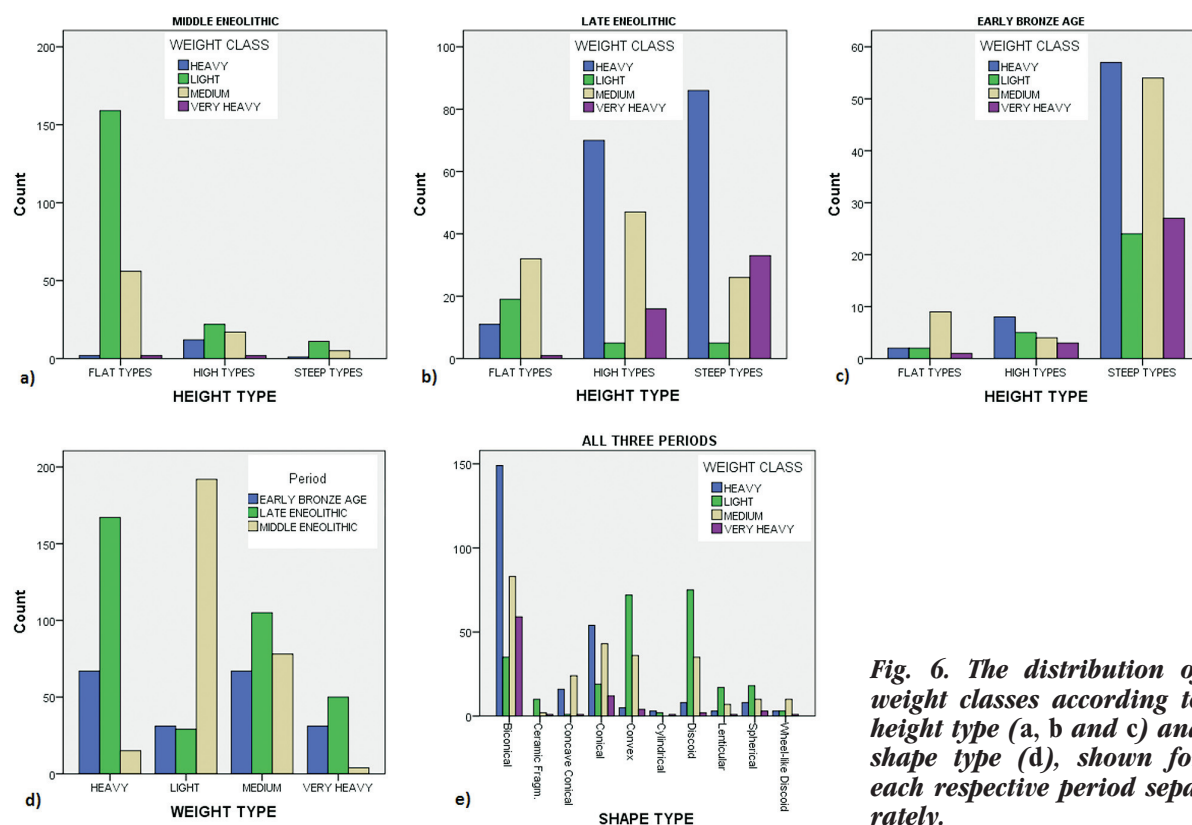 MIDDLE ENEOLITHIC
WEIGHT CLASS
HEAVY
LIGHT
MEDIUM
VERY HEAVY
200
150
100
50
0
Count
FLAT TYPES HIGH TYPES STEEP TYPES
HEIGHT TYPE
a)
LATE ENEOLITHIC
WEIGHT CLASS
HEAVY
LIGHT
MEDIUM
VERY HEAVY
100
80
60
40
20
0
Count
FLAT TYPES HIGH TYPES STEEP TYPES
HEIGHT TYPE
b)
EARLY BRONZE AGE
WEIGHT CLASS
HEAVY
LIGHT
MEDIUM
VERY HEAVY
60
50
40
30
20
10
0
Count
FLAT TYPES HIGH TYPES STEEP TYPES
HEIGHT TYPE
c)
Period
EARLY BRONZE AGE
LATE ENEOLITHIC
MIDDLE ENEOLITHIC
200
150
100
50
0
Count
HEAVY LIGHT MEDIUM VERY HEAVY
WEIGHT TYPE
d)
ALL THREE PERIODS
WEIGHT CLASS
HEAVY
LIGHT
MEDIUM
VERY HEAVY
150
100
50
0
Count
Biconical
Ceramic Fragm.
Concave Conical
Conical
Convex
Cylindrical
Discoid
Lenticular
Spherical
Wheel-like Discoid
SHAPE TYPE
e)
Fig. 6. The distribution of
weight classes according to
height type (a, b and c) and
shape type (d), shown for
each respective period sepa
rately.